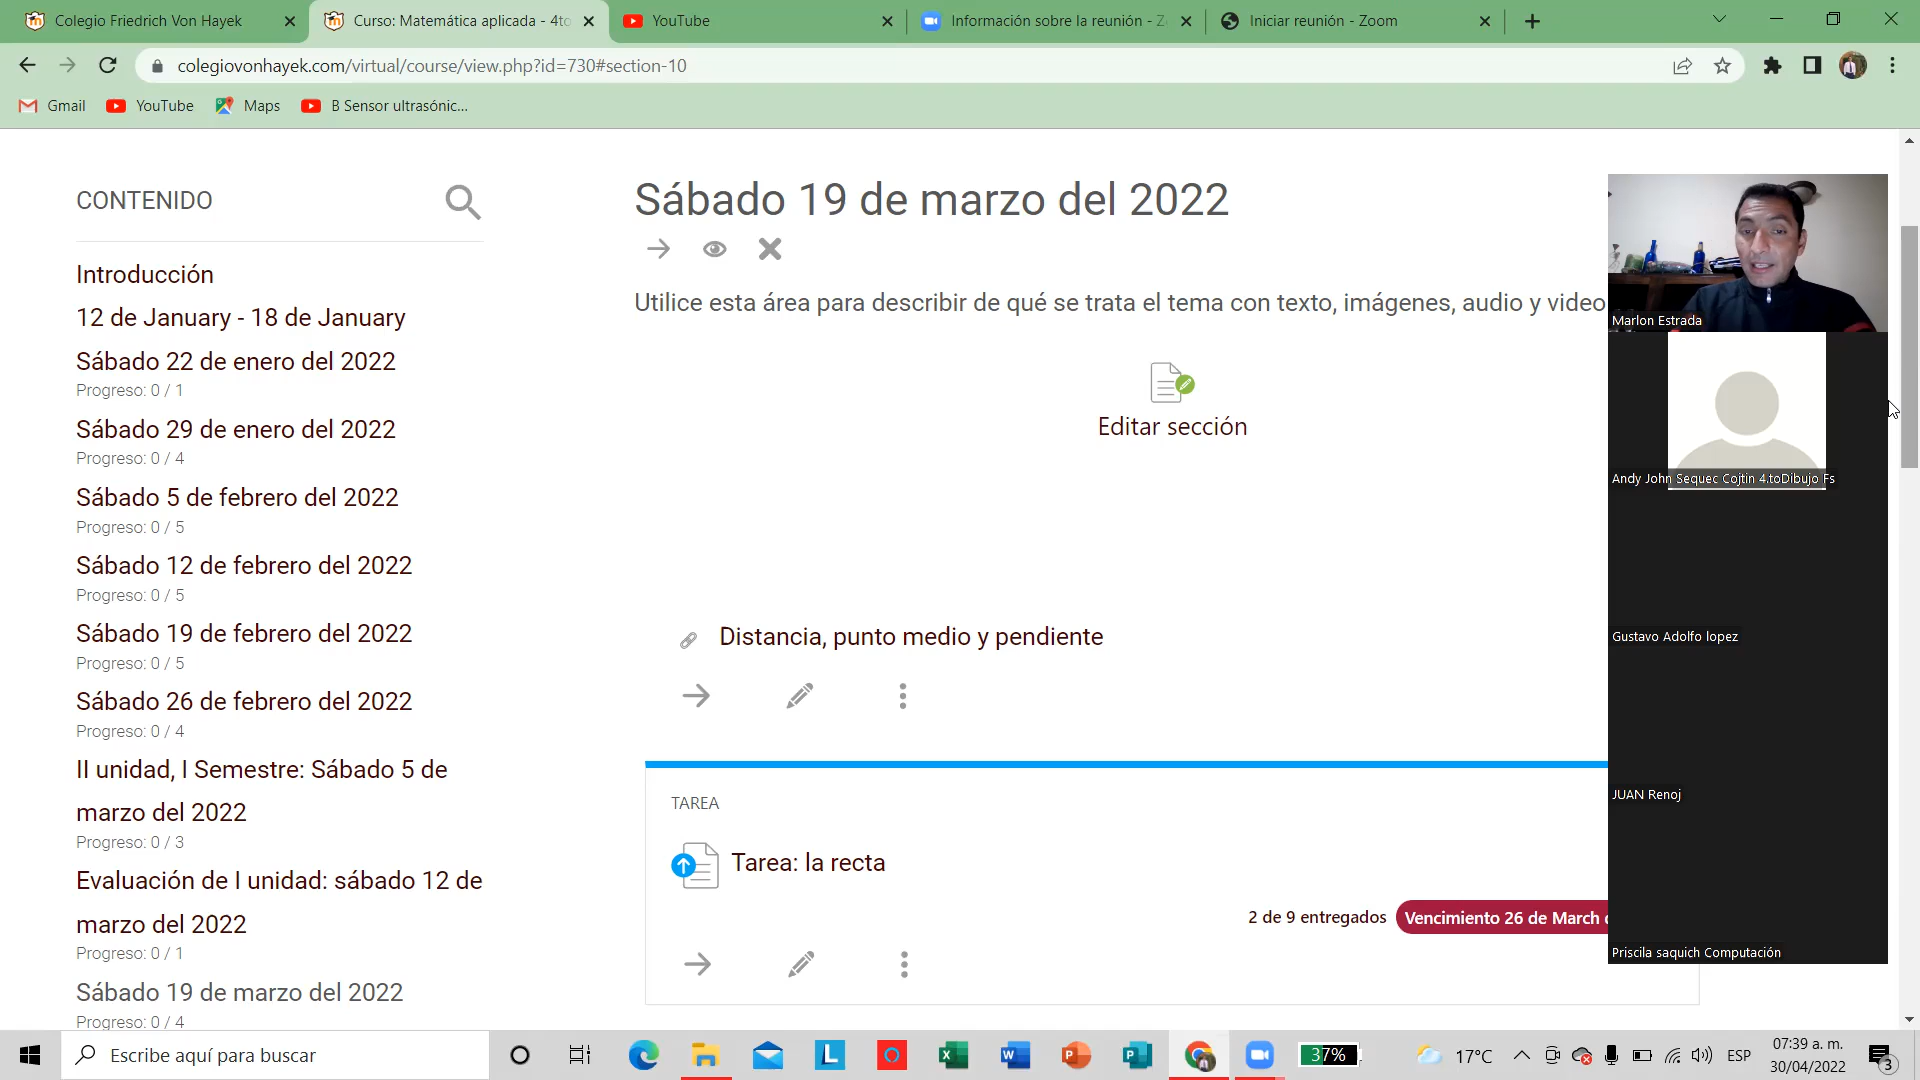 Colegio Friedrich Von Hayek
Curso: Matemática aplicada - 4to
YouTube
Información sobre la reunión - Z
Iniciar reunión - Zoom
colegiovonhayek.com/virtual/course/view.php?id=730#section-10
Gmail
YouTube
Maps
B Sensor ultrasónic...
CONTENIDO
Introducción
12 de January - 18 de January
Sábado 22 de enero del 2022
Progreso: 0 / 1
Sábado 29 de enero del 2022
Progreso: 0 / 4
Sábado 5 de febrero del 2022
Progreso: 0 / 5
Sábado 12 de febrero del 2022
Progreso: 0 / 5
Sábado 19 de febrero del 2022
Progreso: 0 / 5
Sábado 26 de febrero del 2022
Progreso: 0 / 4
II unidad, I Semestre: Sábado 5 de
marzo del 2022
Progreso: 0 / 3
Evaluación de I unidad: sábado 12 de
marzo del 2022
Progreso: 0 / 1
Sábado 19 de marzo del 2022
Progreso: 0 / 4
Sábado 19 de marzo del 2022
Utilice esta área para describir de qué se trata el tema con texto, imágenes, audio y video
Editar sección
Distancia, punto medio y pendiente
TAREA
Tarea: la recta
2 de 9 entregados
Vencimiento 26 de March
Marlon Estrada
Andy John Sequec Cojtin 4.toDibujo Fs
Gustavo Adolfo lopez
JUAN Renoj
Priscila saquich Computación
Escribe aquí para buscar
37%
17°C
ESP
07:39 a. m.
30/04/2022
3